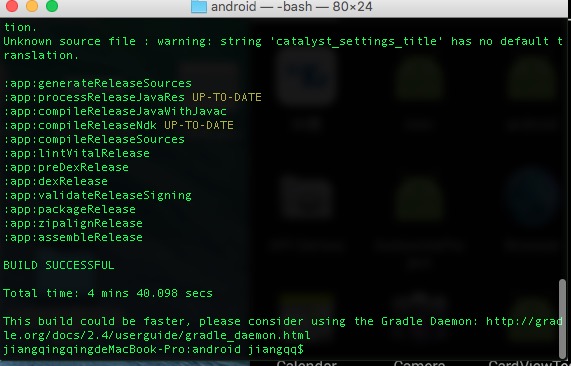 android — -bash — 80×24
tion.
Unknown source file : warning: string 'catalyst_settings_title' has no default t
ranslation.
:app:generateReleaseSources
:app:processReleaseJavaRes UP-TO-DATE
:app:compileReleaseJavaWithJavac
:app:compileReleaseNdk UP-TO-DATE
:app:compileReleaseSources
:app:lintVitalRelease
:app:preDexRelease
:app:dexRelease
:app:validateReleaseSigning
:app:packageRelease
:app:zipalignRelease
:app:assembleRelease
BUILD SUCCESSFUL
Total time: 4 mins 40.098 secs
This build could be faster, please consider using the Gradle Daemon: http://grad
le.org/docs/2.4/userguide/gradle_daemon.html
jiangqingqingdeMacBook-Pro:android jiangqq$
Calendar Camera